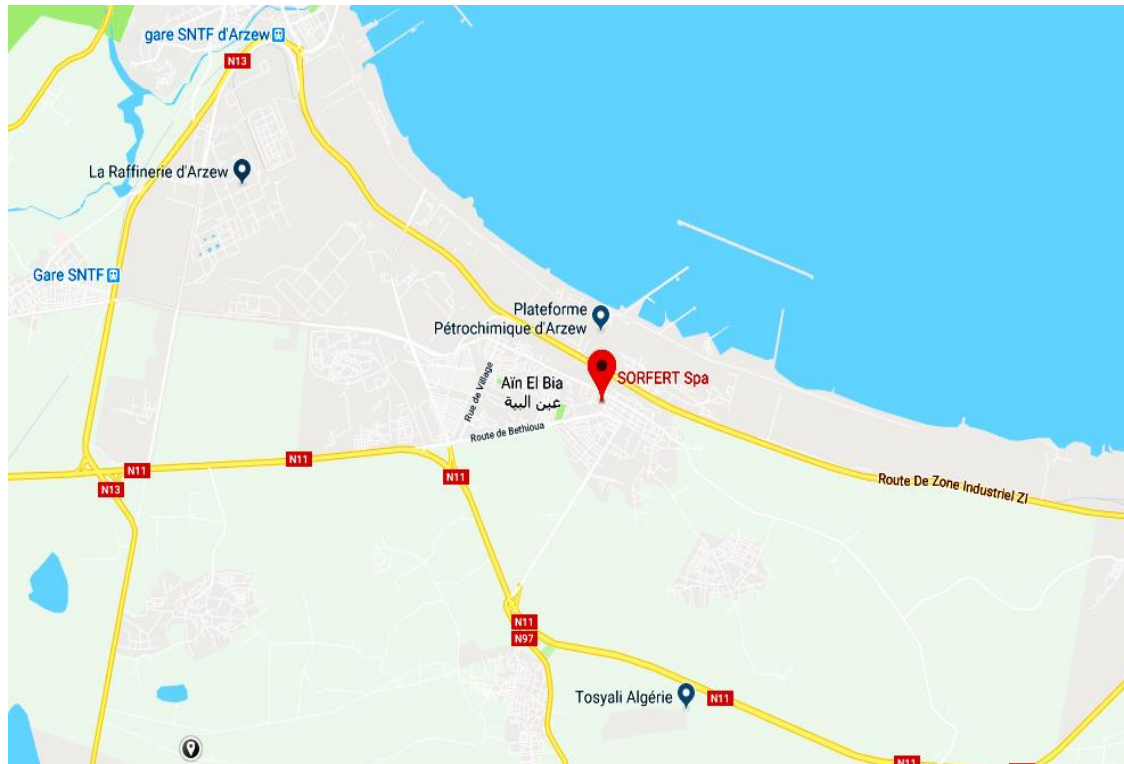 gare SNTF d'Arzew
N13
La Raffinerie d'Arzew
Gare SNTF
Plateforme
Pétrochimique d'Arzew
SORFERT Spa
Rue de Village
Aïn El Bia
عين البية
Route de Bethioua
N11
N11
N11
N13
Route De Zone Industriel ZI
N11
N97
Tosyali Algérie
N11
N11